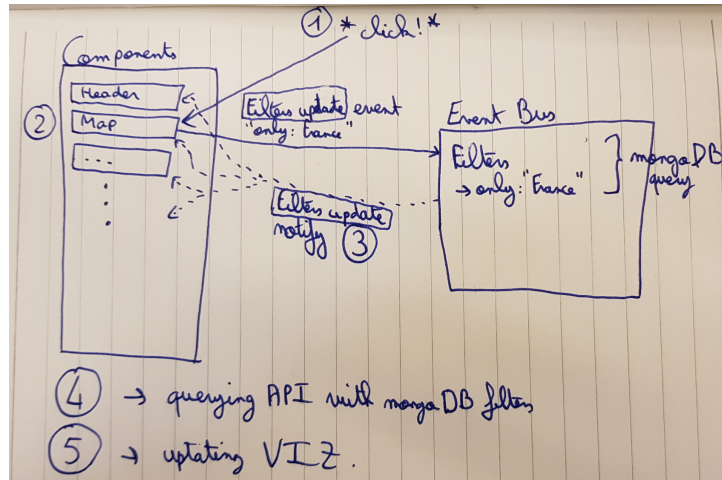 ① * click! *
Components
Header
② Map
...
Filters update event
"only: France"
Event Bus
Filters
→ only: "France"
mongoDB
query
Filters update
notify ③
④ → querying API with mongoDB filters
⑤ → uptating VIZ.